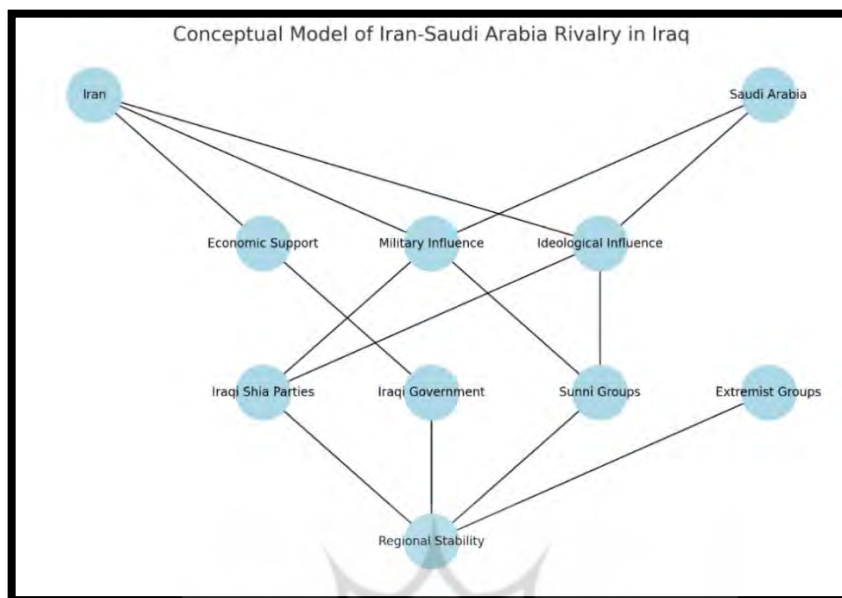 Conceptual Model of Iran-Saudi Arabia Rivalry in Iraq
Iran
Saudi Arabia
Economic Support
Military Influence
Ideological Influence
Iraqi Shia Parties
Iraqi Government
Sunni Groups
Extremist Groups
Regional Stability